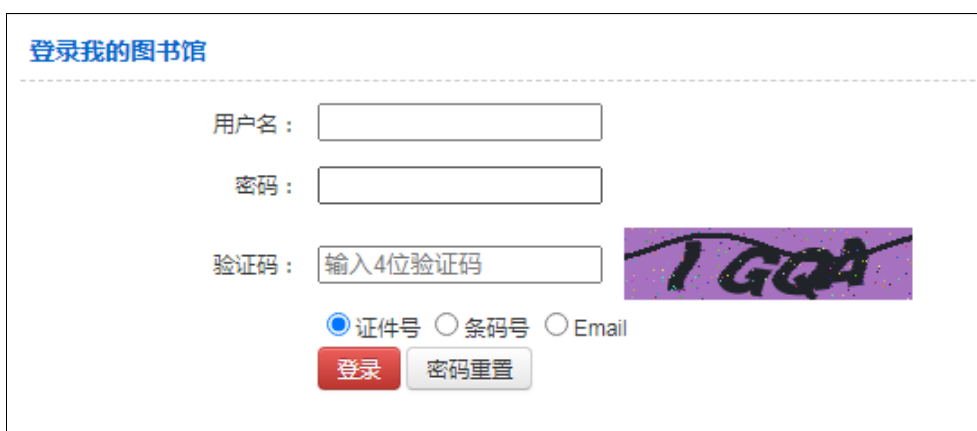 登录我的图书馆
用户名：
密码：
验证码： 输入4位验证码
证件号 条码号 Email
登录 密码重置